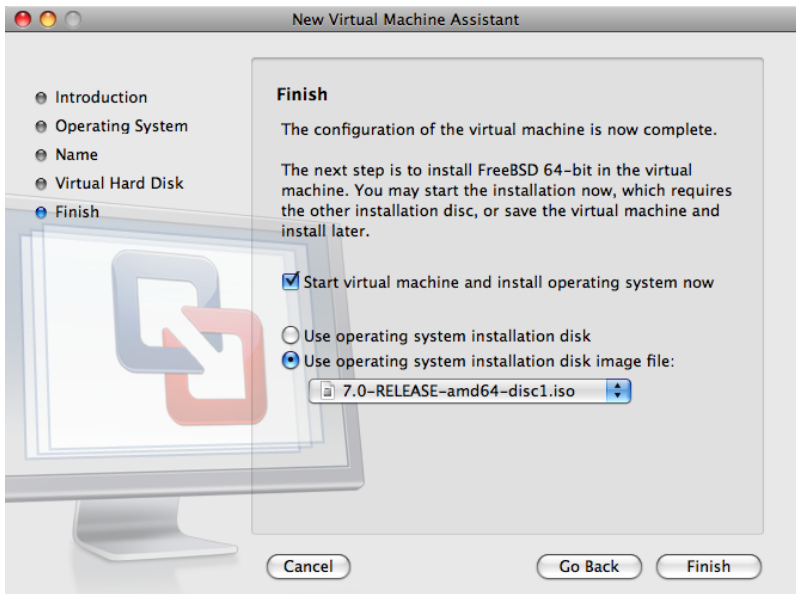 New Virtual Machine Assistant
Introduction
Operating System
Name
Virtual Hard Disk
Finish
Finish
The configuration of the virtual machine is now complete.
The next step is to install FreeBSD 64-bit in the virtual
machine. You may start the installation now, which requires
the other installation disc, or save the virtual machine and
install later.
Start virtual machine and install operating system now
Use operating system installation disk
Use operating system installation disk image file:
7.0-RELEASE-amd64-disc1.iso
Cancel
Go Back
Finish